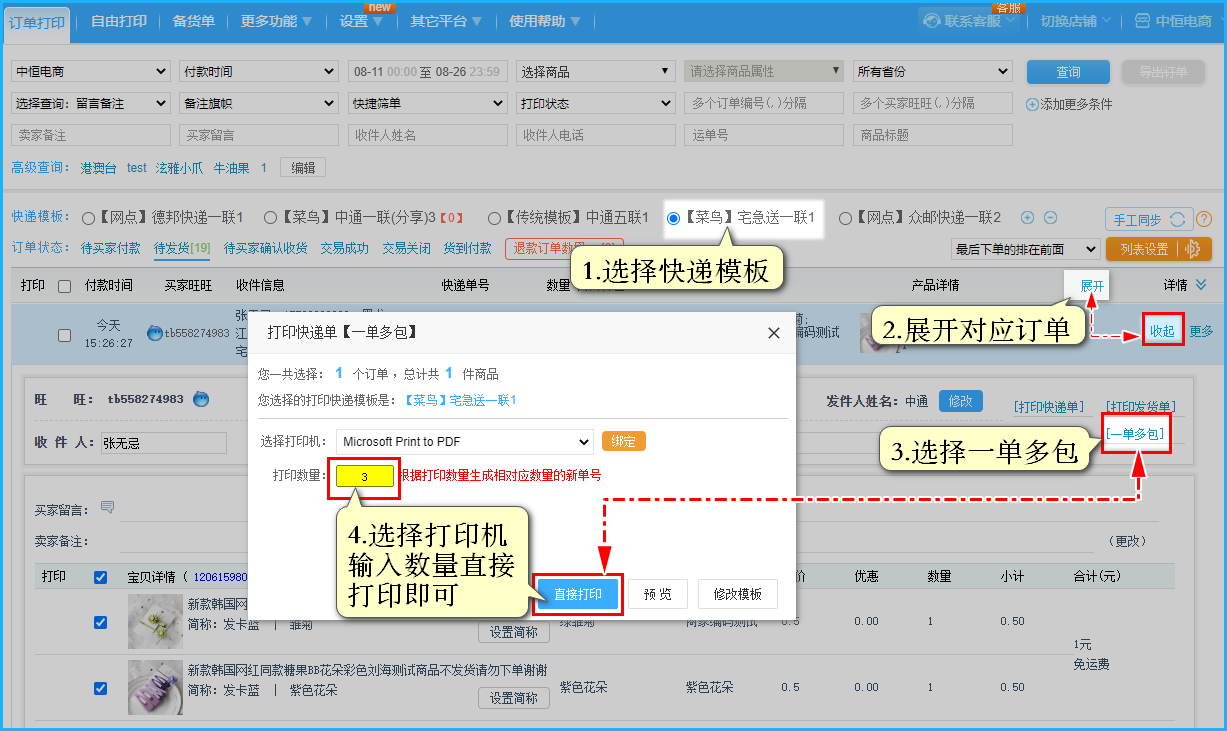 订单打印 自由打印 备货单 更多功能 设置 new 其它平台 使用帮助 联系客服 客服 切换店铺 中恒电商
中恒电商 付款时间 08-11 00:00 至 08-26 23:59 选择商品 请选择商品属性 所有省份 查询 导出订单
选择查询: 留言备注 备注旗帜 快捷筛单 打印状态 多个订单编号(,)分隔 多个买家旺旺(,)分隔 添加更多条件
卖家备注 买家留言 收件人姓名 收件人电话 运单号 商品标题
高级查询: 港澳台 test 泫雅小爪 牛油果 1 编辑
快递模板: 【网点】德邦快递一联1 【菜鸟】中通一联(分享)3【0】 【传统模板】中通五联1 【菜鸟】宅急送一联1 【网点】众邮快递一联2 手工同步 ?
订单状态: 待买家付款 待发货[19] 待买家确认收货 交易成功 交易关闭 货到付款 退款订单数 最后下单的排在前面 列表设置
1.选择快递模板
打印 付款时间 买家旺旺 收件信息 快递单号 数量 产品详情 展开 详情
今天
15:26:27 tb558274983 编码测试 收起 更多
2.展开对应订单
打印快递单【一单多包】
您一共选择: 1 个订单，总计共 1 件商品
您选择的打印快递模板是: 【菜鸟】宅急送一联1
选择打印机: Microsoft Print to PDF 绑定
打印数量: 3 根据打印数量生成相对应数量的新单号
4.选择打印机
输入数量直接
打印即可
直接打印 预 览 修改模板
旺 旺: tb558274983 发件人姓名: 中通 修改 [打印快递单] [打印发货单]
收 件 人: 张无忌 [一单多包]
3.选择一单多包
买家留言:
卖家备注: (更改)
打印 宝贝详情 ( 120615980 价 优惠 数量 小计 合计(元)
新款韩国网
简称: 发卡蓝 | 雏菊 设置简称 绿雏菊 商家编码测试 0.5 0.00 1 0.50
1元
免运费
新款韩国网红同款糖果BB花朵彩色刘海测试商品不发货请勿下单谢谢
简称: 发卡蓝 | 紫色花朵 设置简称 紫色花朵 紫色花朵 0.5 0.00 1 0.50